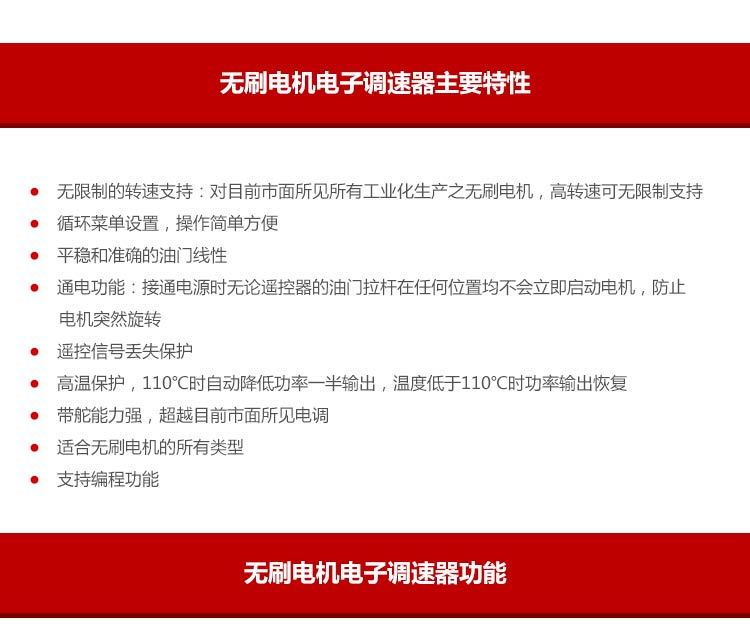 无刷电机电子调速器主要特性
● 无限制的转速支持：对目前市面所见所有工业化生产之无刷电机，高转速可无限制支持
● 循环菜单设置，操作简单方便
● 平稳和准确的油门线性
● 通电功能：接通电源时无论遥控器的油门拉杆在任何位置均不会立即启动电机，防止
电机突然旋转
● 遥控信号丢失保护
● 高温保护，110℃时自动降低功率一半输出，温度低于110℃时功率输出恢复
● 带舵能力强，超越目前市面所见电调
● 适合无刷电机的所有类型
● 支持编程功能
无刷电机电子调速器功能